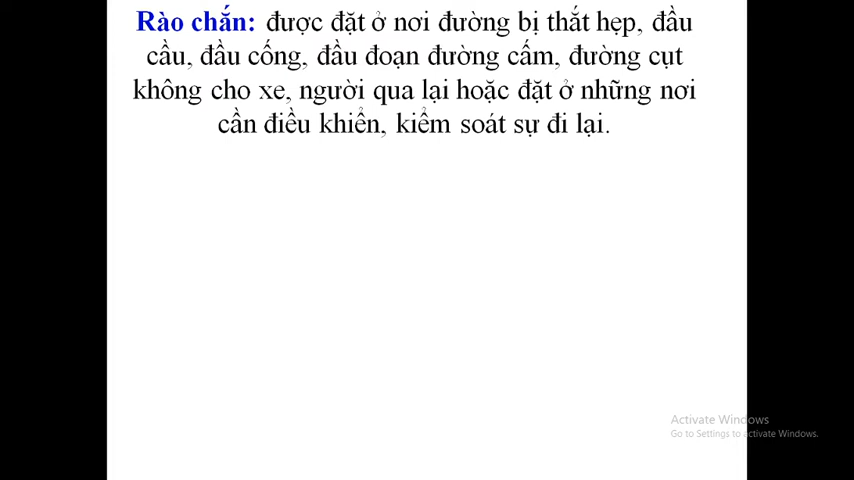 Rào chắn: được đặt ở nơi đường bị thắt hẹp, đầu
cầu, đầu cống, đầu đoạn đường cấm, đường cụt
không cho xe, người qua lại hoặc đặt ở những nơi
cần điều khiển, kiểm soát sự đi lại.
Activate Windows
Go to Settings to activate Windows.